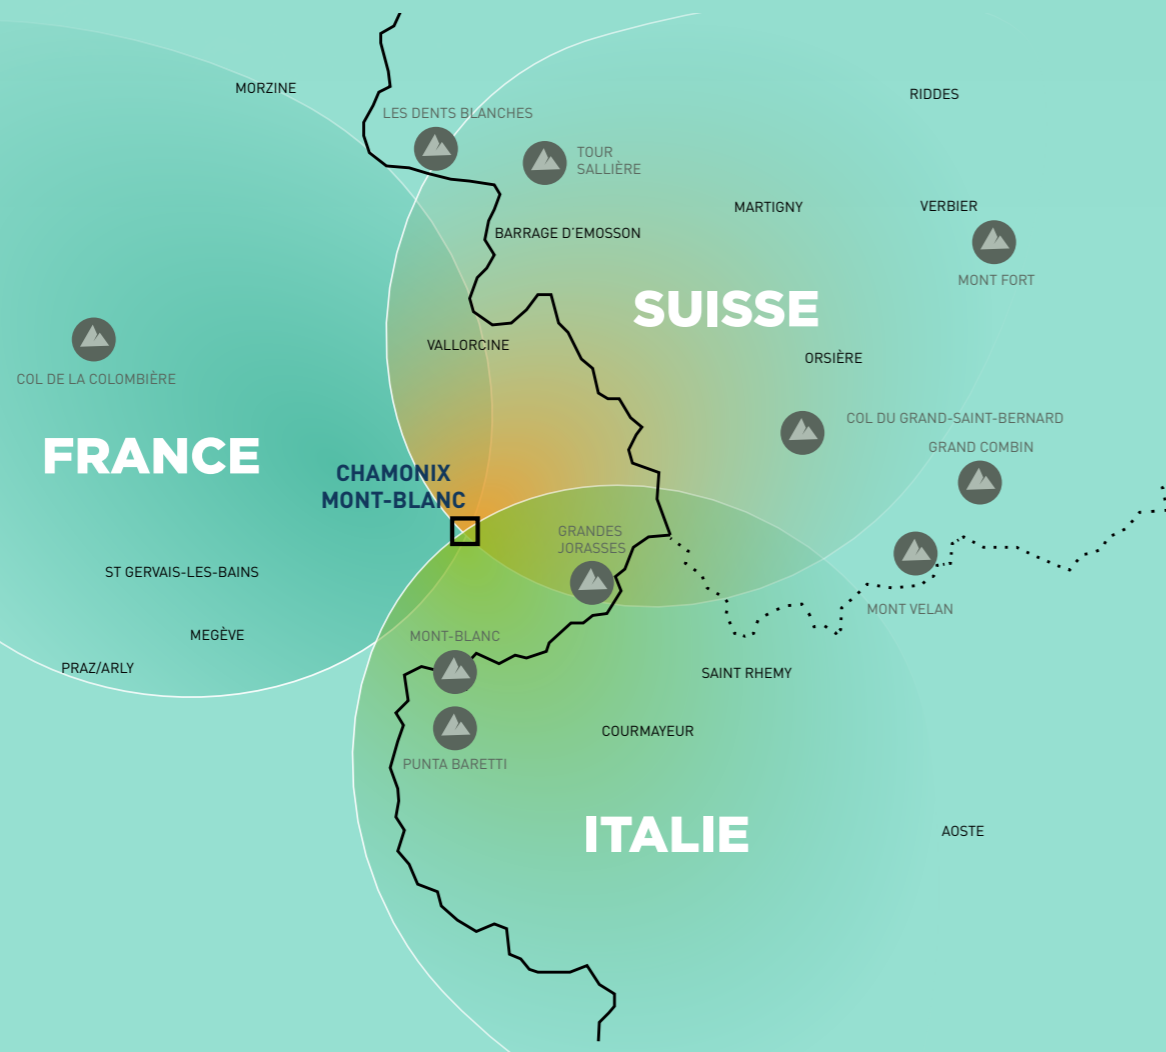 MORZINE
RIDDES
LES DENTS BLANCHES
TOUR
SALLIÈRE
MARTIGNY
VERBIER
BARRAGE D'EMOSSON
MONT FORT
SUISSE
VALLORCINE
ORSIÈRE
COL DE LA COLOMBIÈRE
COL DU GRAND-SAINT-BERNARD
GRAND COMBIN
FRANCE
CHAMONIX
MONT-BLANC
GRANDES
JORASSES
ST GERVAIS-LES-BAINS
MONT VELAN
MEGÈVE
MONT-BLANC
PRAZ/ARLY
SAINT RHEMY
COURMAYEUR
PUNTA BARETTI
ITALIE
AOSTE